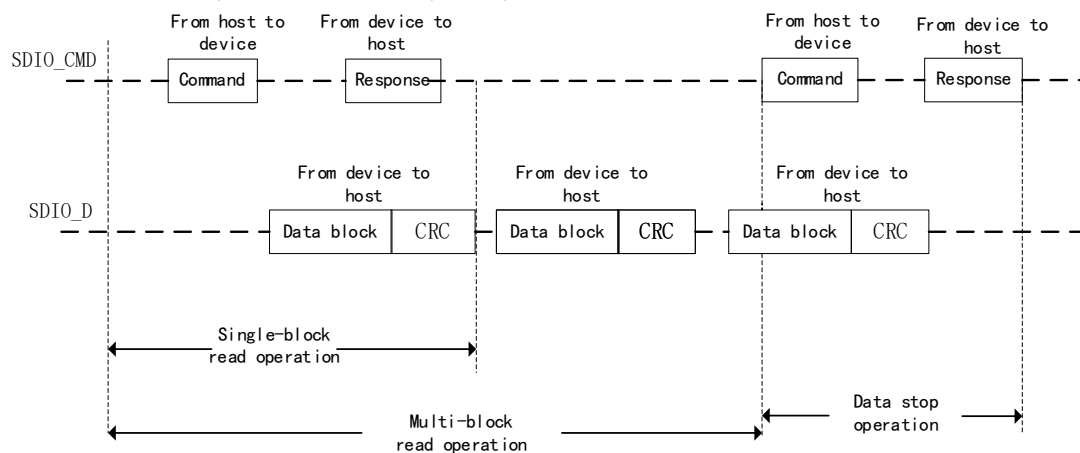 From host to
device
From device to
host
From host to
device
From device to
host
SDIO_CMD
Command
Response
Command
Response
From device to
host
From device to
host
From device to
host
SDIO_D
Data block
CRC
Data block
CRC
Data block
CRC
Single-block
read operation
Multi-block
read operation
Data stop
operation